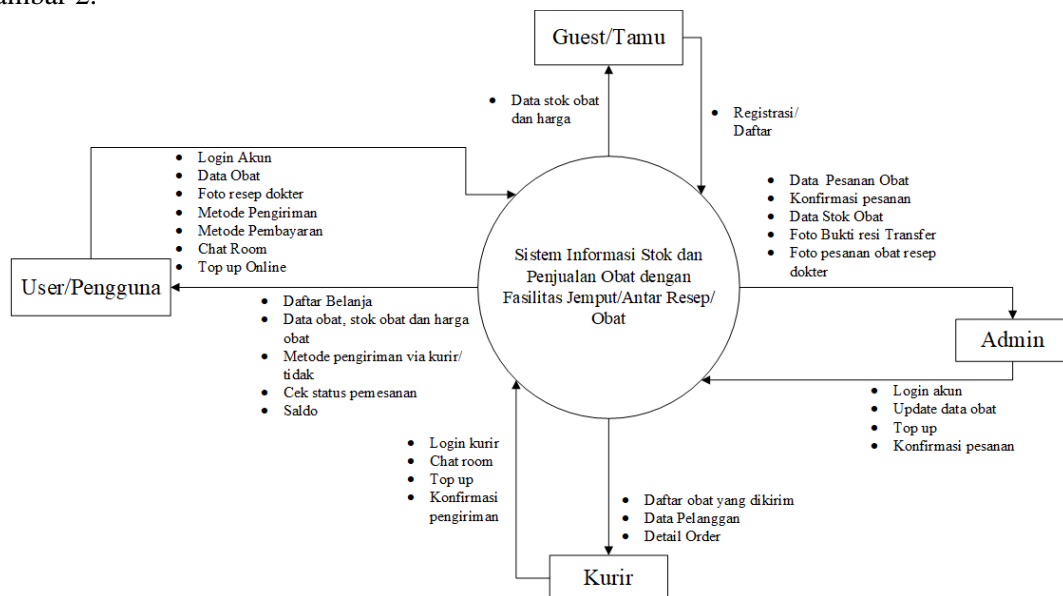 ambar 2.
Guest/Tamu
• Data stok obat
dan harga
• Registrasi/
Daftar
• Login Akun
• Data Obat
• Foto resep dokter
• Metode Pengiriman
• Metode Pembayaran
• Chat Room
• Top up Online
• Data Pesanan Obat
• Konfirmasi pesanan
• Data Stok Obat
• Foto Bukti resi Transfer
• Foto pesanan obat resep
dokter
Sistem Informasi Stok dan
Penjualan Obat dengan
Fasilitas Jemput/Antar Resep/
Obat
User/Pengguna
• Daftar Belanja
• Data obat, stok obat dan harga
obat
• Metode pengiriman via kurir/
tidak
• Cek status pemesanan
• Saldo
Admin
• Login akun
• Update data obat
• Top up
• Konfirmasi pesanan
• Login kurir
• Chat room
• Top up
• Konfirmasi
pengiriman
• Daftar obat yang dikirim
• Data Pelanggan
• Detail Order
Kurir